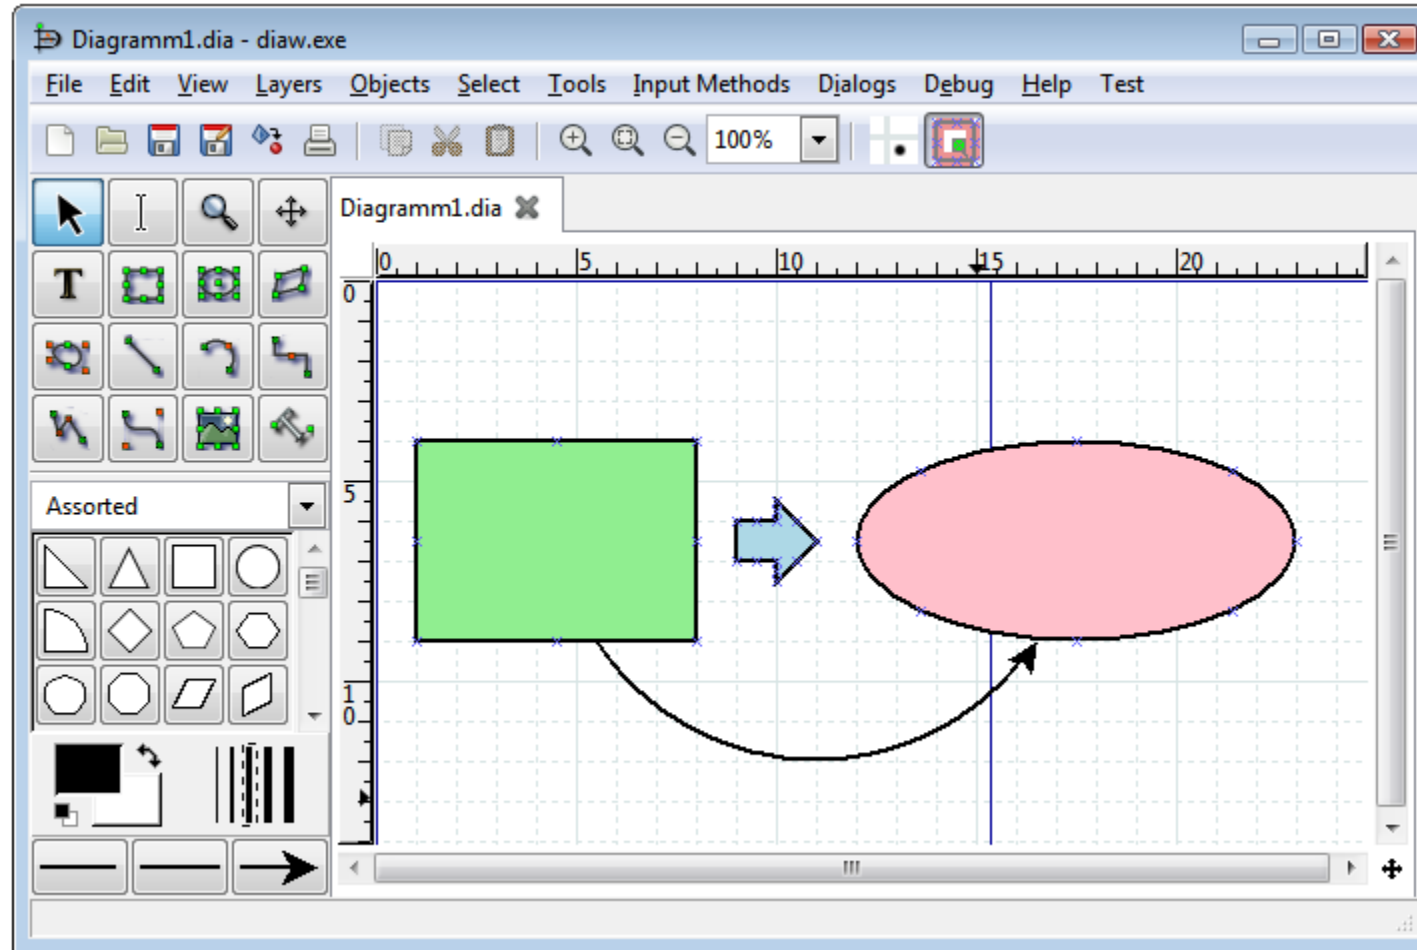 Diagramm1.dia - diaw.exe
File Edit View Layers Objects Select Tools Input Methods Dialogs Debug Help Test
100%
Diagramm1.dia
0 5 10 15 20
0
T
5
Assorted
10